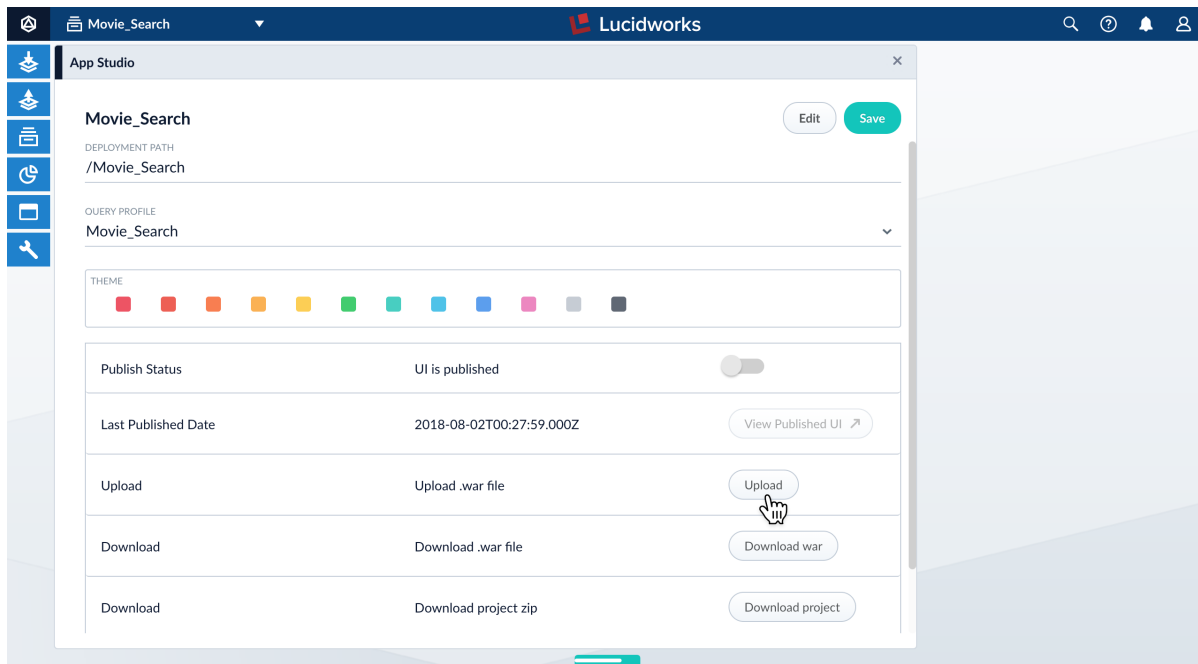 Movie_Search
Lucidworks
App Studio
Movie_Search
Edit
Save
DEPLOYMENT PATH
/Movie_Search
QUERY PROFILE
Movie_Search
THEME
Publish Status
UI is published
Last Published Date
2018-08-02T00:27:59.000Z
View Published UI
Upload
Upload .war file
Upload
Download
Download .war file
Download war
Download
Download project zip
Download project